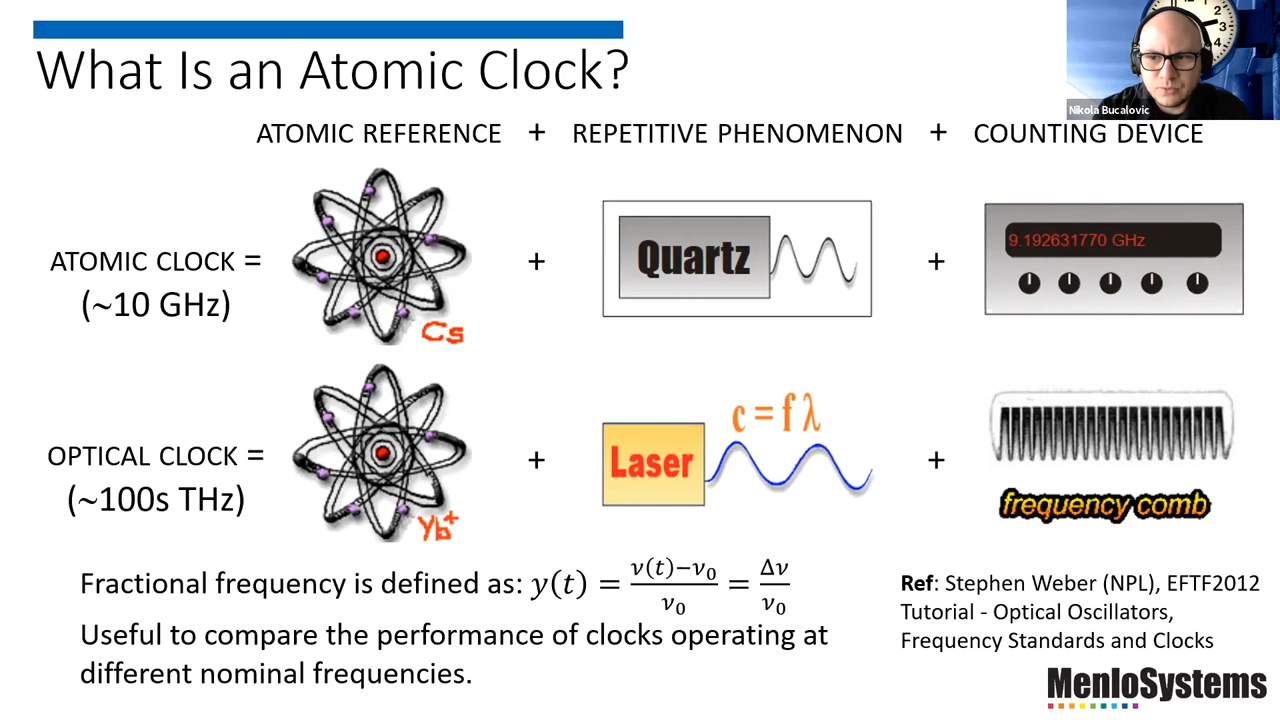 What Is an Atomic Clock?
Nikola Bucalovic
ATOMIC REFERENCE + REPETITIVE PHENOMENON + COUNTING DEVICE
ATOMIC CLOCK =
(~10 GHz)
Cs
+
Quartz
+
9.192631770 GHz
OPTICAL CLOCK =
(~100s THz)
Yb+
+
Laser
c = f λ
+
frequency comb
Fractional frequency is defined as: y(t) = (ν(t)−ν₀)/ν₀ = Δν/ν₀
Useful to compare the performance of clocks operating at
different nominal frequencies.
Ref: Stephen Weber (NPL), EFTF2012
Tutorial - Optical Oscillators,
Frequency Standards and Clocks
MenloSystems
2
3
4